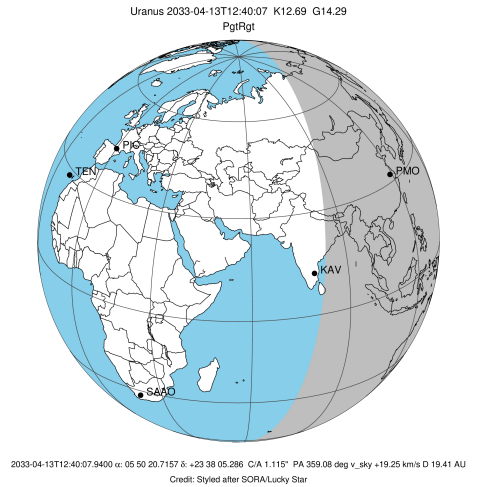 Uranus 2033-04-13T12:40:07 K12.69 G14.29
PgtRgt
PIC
TEN
PMO
KAV
SAAO
2033-04-13T12:40:07.9400 α: 05 50 20.7157 δ: +23 38 05.286 C/A 1.115" PA 359.08 deg v_sky +19.25 km/s D 19.41 AU
Credit: Styled after SORA/Lucky Star